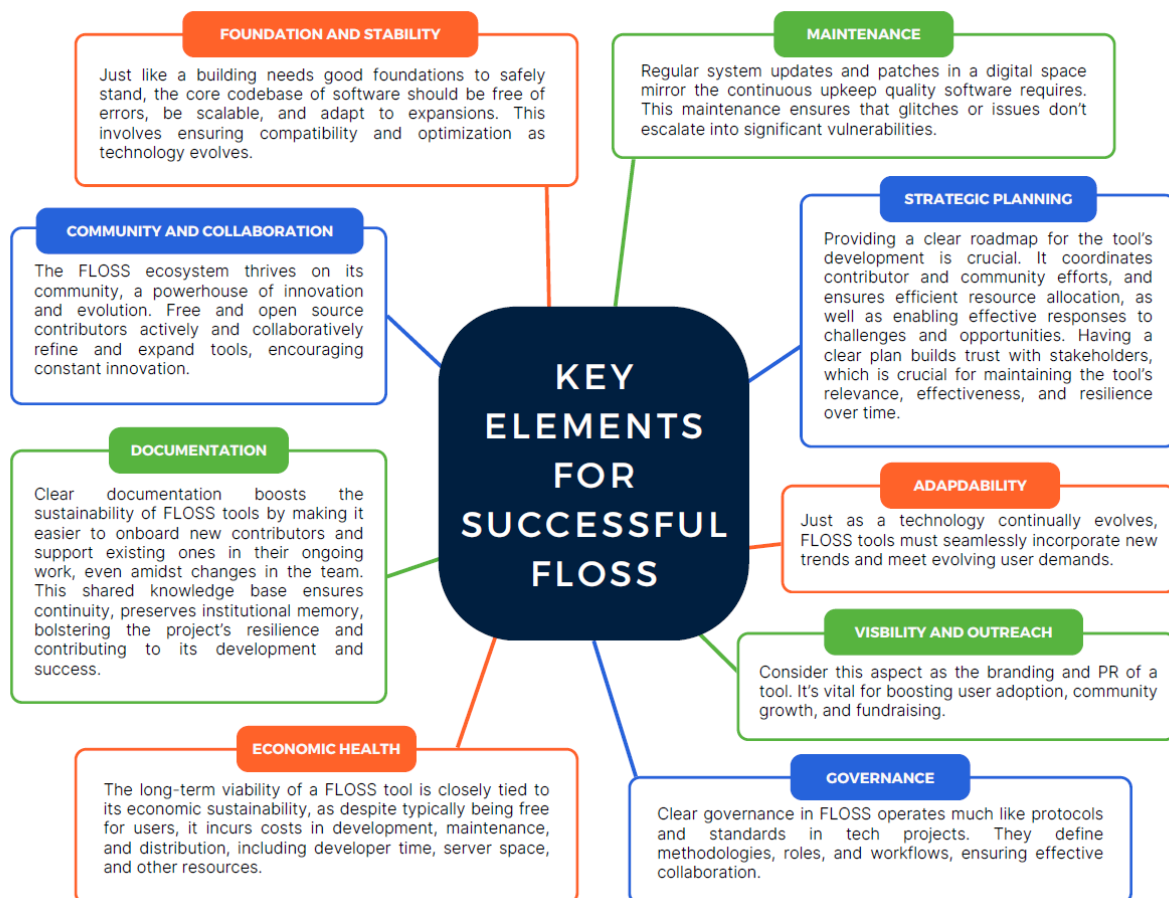 FOUNDATION AND STABILITY
Just like a building needs good foundations to safely
stand, the core codebase of software should be free of
errors, be scalable, and adapt to expansions. This
involves ensuring compatibility and optimization as
technology evolves.
MAINTENANCE
Regular system updates and patches in a digital space
mirror the continuous upkeep quality software requires.
This maintenance ensures that glitches or issues don't
escalate into significant vulnerabilities.
COMMUNITY AND COLLABORATION
The FLOSS ecosystem thrives on its
community, a powerhouse of innovation
and evolution. Free and open source
contributors actively and collaboratively
refine and expand tools, encouraging
constant innovation.
STRATEGIC PLANNING
Providing a clear roadmap for the tool's
development is crucial. It coordinates
contributor and community efforts, and
ensures efficient resource allocation, as
well as enabling effective responses to
challenges and opportunities. Having a
clear plan builds trust with stakeholders,
which is crucial for maintaining the tool's
relevance, effectiveness, and resilience
over time.
KEY
ELEMENTS
FOR
SUCCESSFUL
FLOSS
DOCUMENTATION
Clear documentation boosts the
sustainability of FLOSS tools by making it
easier to onboard new contributors and
support existing ones in their ongoing
work, even amidst changes in the team.
This shared knowledge base ensures
continuity, preserves institutional memory,
bolstering the project's resilience and
contributing to its development and
success.
ADAPDABILITY
Just as a technology continually evolves,
FLOSS tools must seamlessly incorporate new
trends and meet evolving user demands.
VISBILITY AND OUTREACH
Consider this aspect as the branding and PR of a
tool. It's vital for boosting user adoption, community
growth, and fundraising.
ECONOMIC HEALTH
The long-term viability of a FLOSS tool is closely tied to
its economic sustainability, as despite typically being free
for users, it incurs costs in development, maintenance,
and distribution, including developer time, server space,
and other resources.
GOVERNANCE
Clear governance in FLOSS operates much like protocols
and standards in tech projects. They define
methodologies, roles, and workflows, ensuring effective
collaboration.